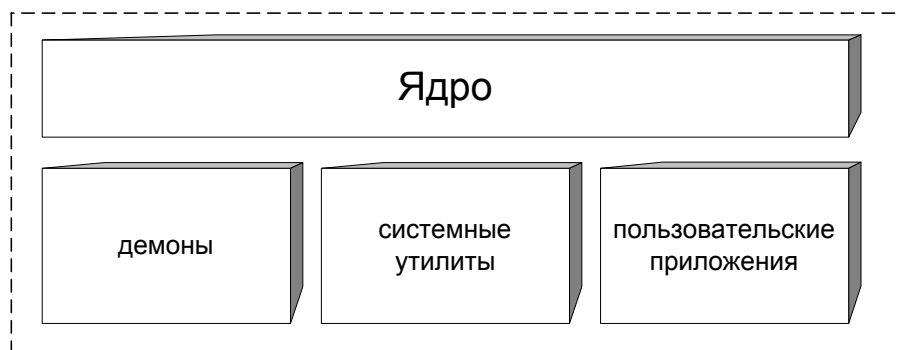 Ядро
демоны
системные
утилиты
пользовательские
приложения